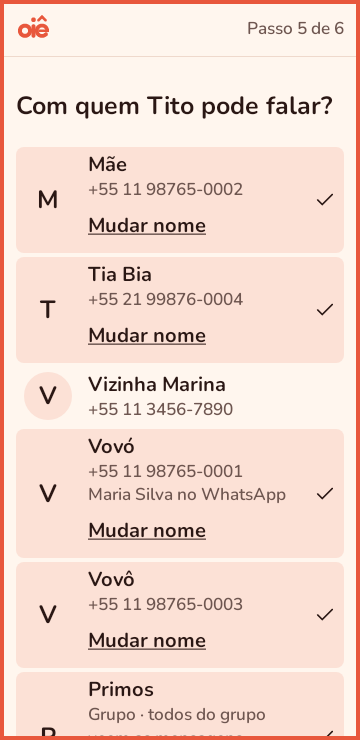 oiê
Passo 5 de 6
Com quem Tito pode falar?
Mãe
M
+55 11 98765-0002
Mudar nome
Tia Bia
T
+55 21 99876-0004
Mudar nome
V
Vizinha Marina
+55 11 3456-7890
Vovó
+55 11 98765-0001
V
Maria Silva no WhatsApp
Mudar nome
Vovô
+55 11 98765-0003
V
Mudar nome
Primos
Grupo · todos do grupo